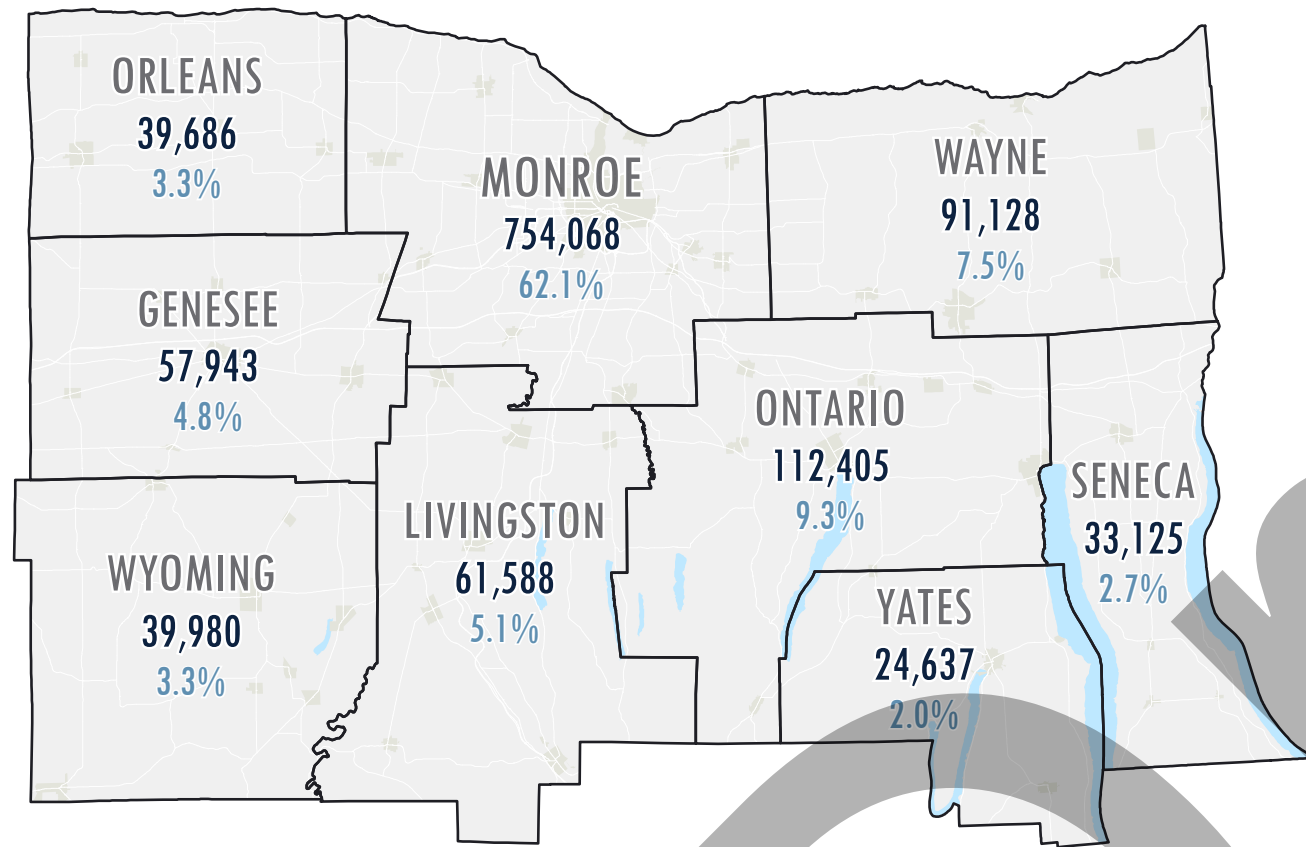 ORLEANS
39,686
3.3%
MONROE
754,068
62.1%
WAYNE
91,128
7.5%
GENESEE
57,943
4.8%
ONTARIO
112,405
9.3%
SENECA
33,125
2.7%
LIVINGSTON
61,588
5.1%
WYOMING
39,980
3.3%
YATES
24,637
2.0%